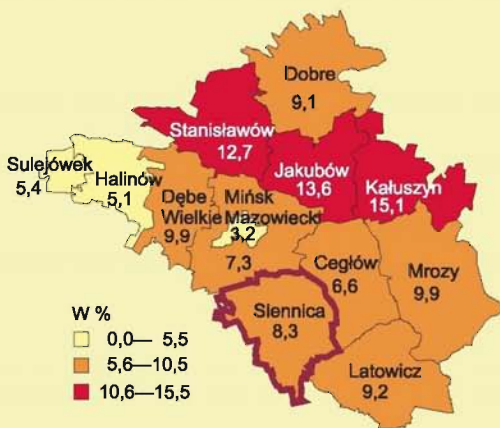 Dobre
9,1
Stanisławów
12,7
Jakubów
13,6
Kałuszyn
15,1
Sulejówek
5,4
Halinów
5,1
Dębe
Wielkie
9,9
Mińsk
Mazowiecki
3,2
7,3
Cegłów
6,6
Mrozy
9,9
Siennica
8,3
Latowicz
9,2
W %
0,0— 5,5
5,6—10,5
10,6—15,5